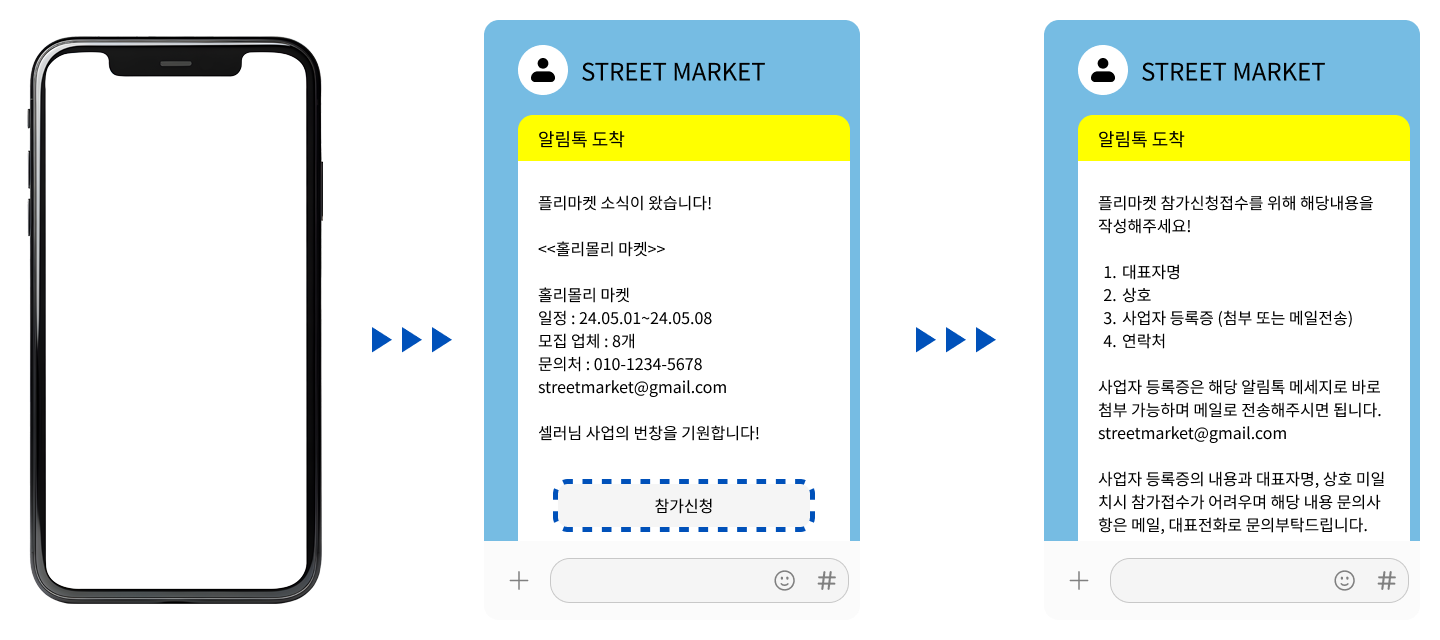 STREET MARKET
알림톡 도착
플리마켓 소식이 왔습니다!
<<홀리몰리 마켓>>
홀리몰리 마켓
일정 : 24.05.01~24.05.08
모집 업체 : 8개
문의처 : 010-1234-5678
streetmarket@gmail.com
셀러님 사업의 번창을 기원합니다!
참가신청
#
STREET MARKET
알림톡 도착
플리마켓 참가신청접수를 위해 해당내용을
작성해주세요!
1. 대표자명
2. 상호
3. 사업자 등록증 (첨부 또는 메일전송)
4. 연락처
사업자 등록증은 해당 알림톡 메세지로 바로
첨부 가능하며 메일로 전송해주시면 됩니다.
streetmarket@gmail.com
사업자 등록증의 내용과 대표자명, 상호 미일
치시 참가접수가 어려우며 해당 내용 문의사
항은 메일, 대표전화로 문의부탁드립니다.
#